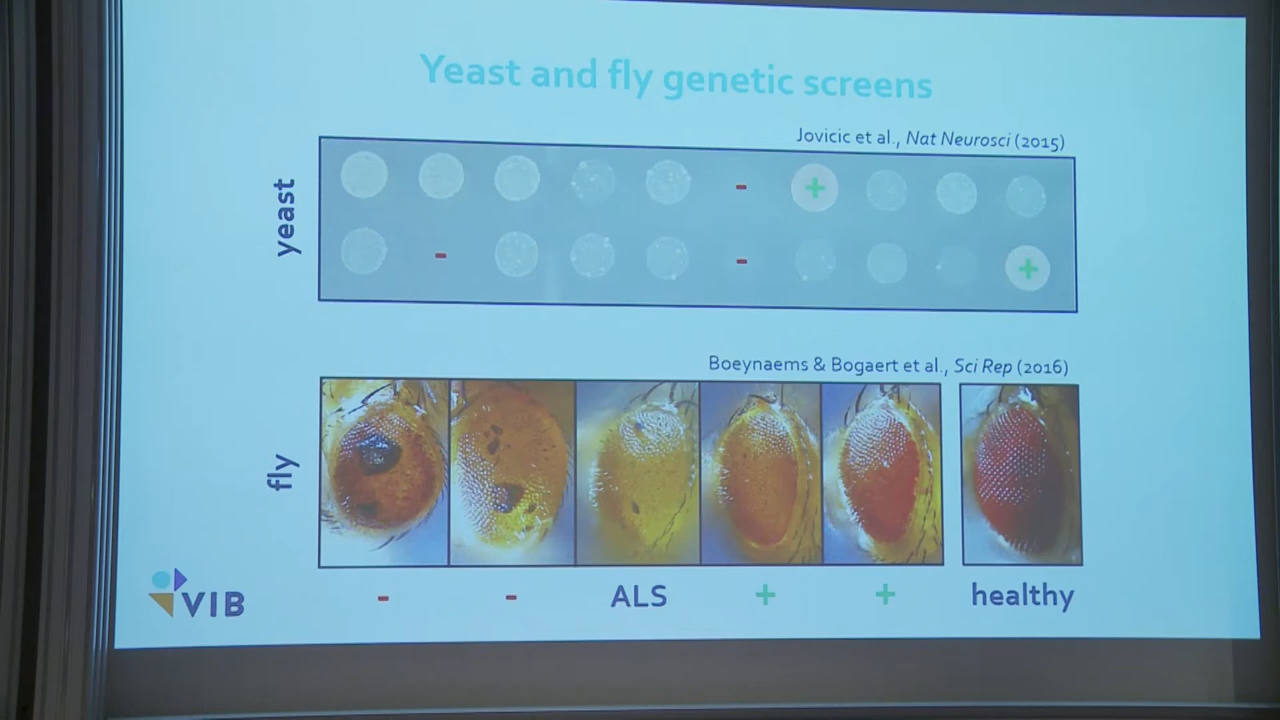 Yeast and fly genetic screens
Jovicic et al., Nat Neurosci (2015)
yeast
- +
- - +
Boeynaems & Bogaert et al., Sci Rep (2016)
fly
- - ALS + + healthy
VIB